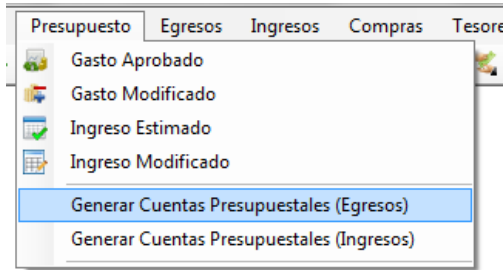 Presupuesto Egresos Ingresos Compras Tesore
Gasto Aprobado
Gasto Modificado
Ingreso Estimado
Ingreso Modificado
Generar Cuentas Presupuestales (Egresos)
Generar Cuentas Presupuestales (Ingresos)